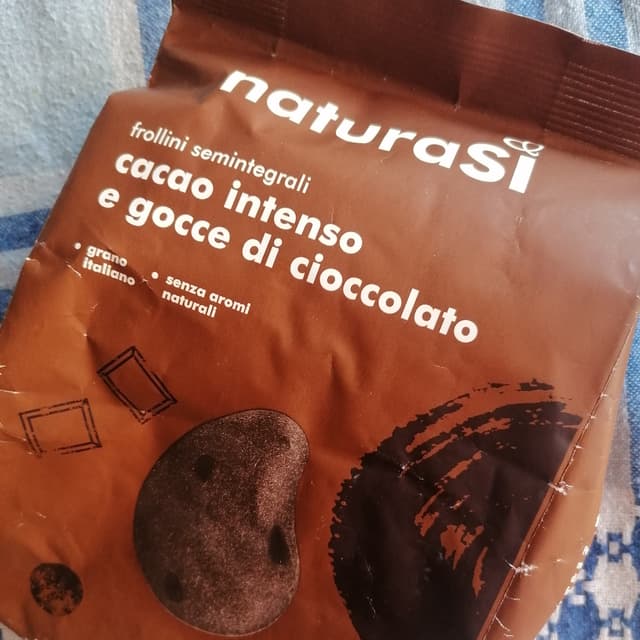 naturasì
frollini semintegrali
cacao intenso
e gocce di cioccolato
• grano
italiano
• senza aromi
naturali